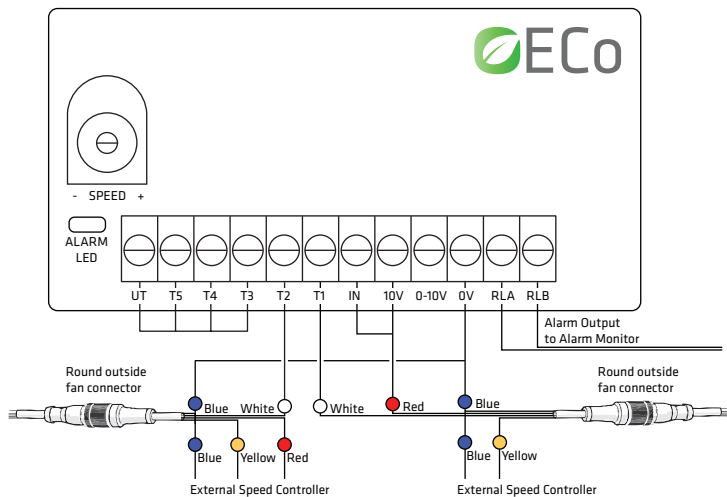 ECo
- SPEED +
ALARM
LED
UT T5 T4 T3 T2 T1 IN 10V 0-10V 0V RLA RLB
Alarm Output
to Alarm Monitor
Round outside
fan connector
Round outside
fan connector
Blue White White Red Blue
Blue Yellow Red Blue Yellow
External Speed Controller External Speed Controller